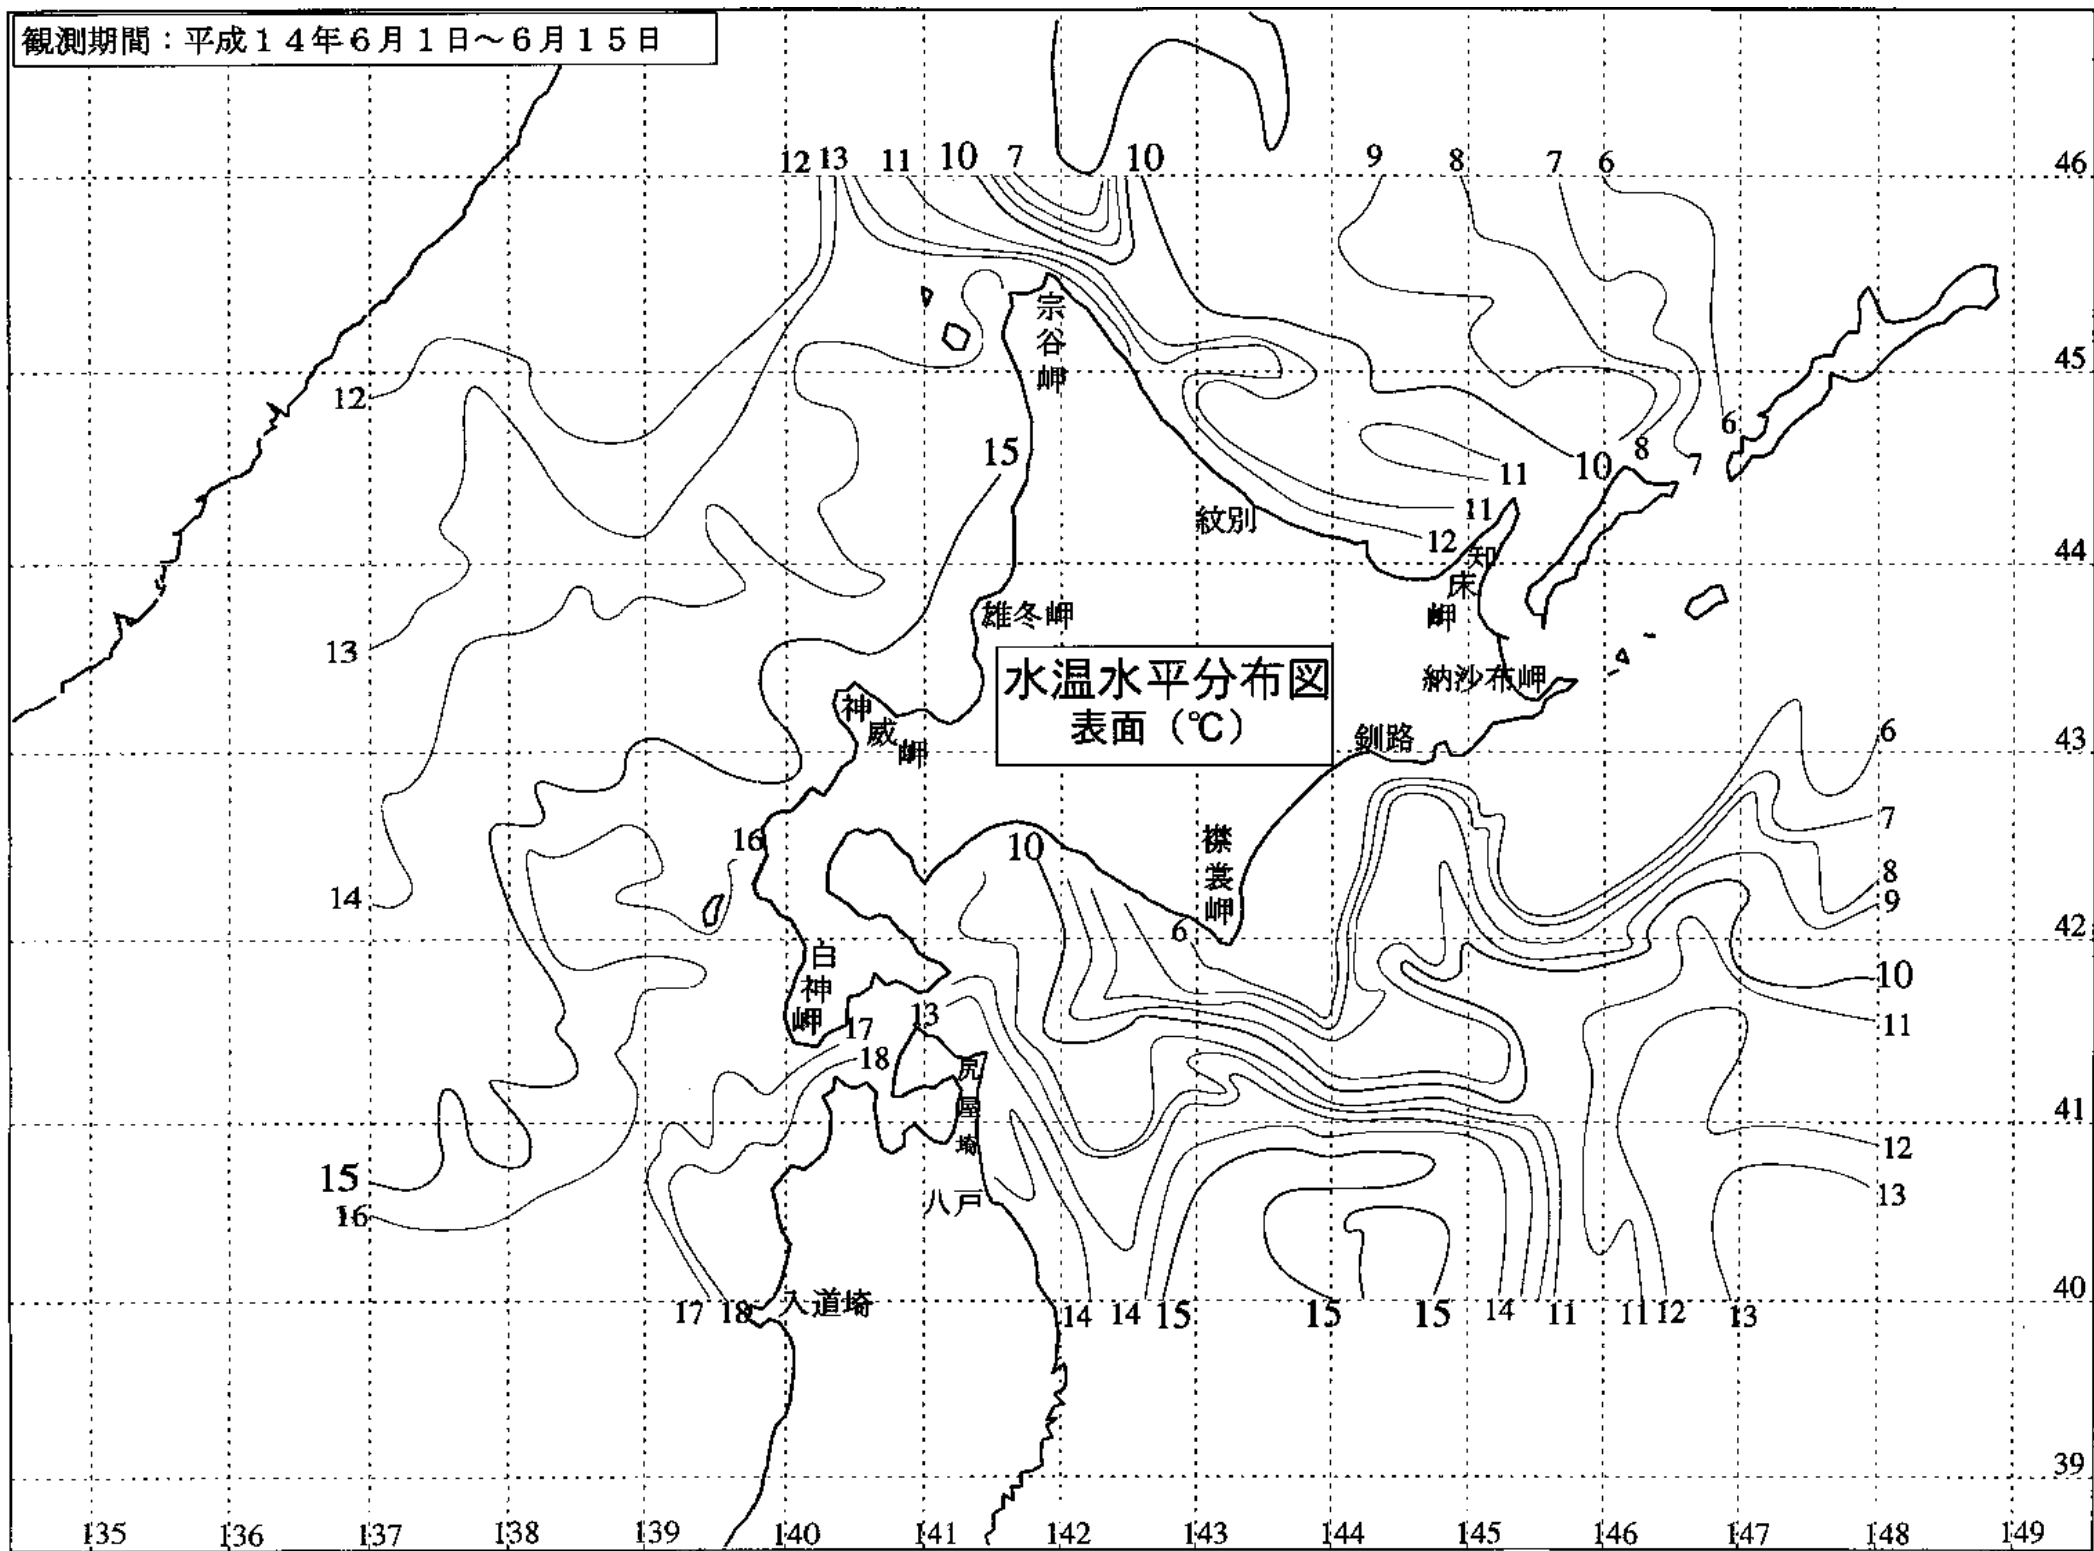 観測期間：平成１４年６月１日～６月１５日
12 13 11 10 7 10 9 8 7 6
46
宗谷岬
45
12
15
6
8
10
7
11
11
紋別
12
44
知床岬
雄冬岬
13
水温水平分布図
表面（℃）
納沙布岬
神威岬
釧路
43
6
7
16
10
襟裳岬
8
14
9
6
42
白神岬
10
13
17
11
18
尻屋埼
41
12
15
八戸
13
16
入道埼
40
17 18 14 14 15 15 15 14 11 11 12 13
39
135 136 137 138 139 140 141 142 143 144 145 146 147 148 149